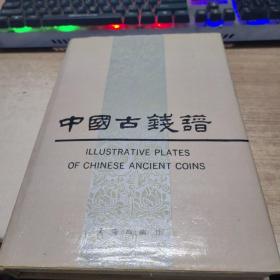 中國古錢譜
ILLUSTRATIVE PLATES
OF CHINESE ANCIENT COINS